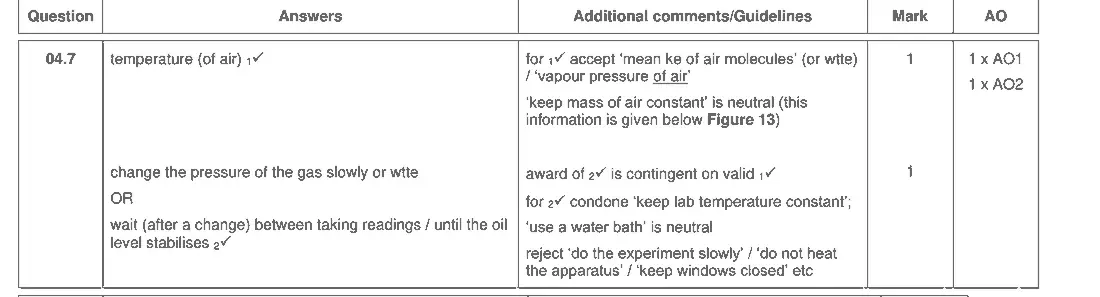 Question Answers Additional comments/Guidelines Mark AO
04.7 temperature (of air) 1✓ for 1✓ accept ‘mean ke of air molecules’ (or wtte) 1 1 x AO1
/ ‘vapour pressure of air’ 1 x AO2
‘keep mass of air constant’ is neutral (this
information is given below Figure 13)
change the pressure of the gas slowly or wtte award of 2✓ is contingent on valid 1✓ 1
OR for 2✓ condone ‘keep lab temperature constant’;
wait (after a change) between taking readings / until the oil ‘use a water bath’ is neutral
level stabilises 2✓
reject ‘do the experiment slowly’ / ‘do not heat
the apparatus’ / ‘keep windows closed’ etc